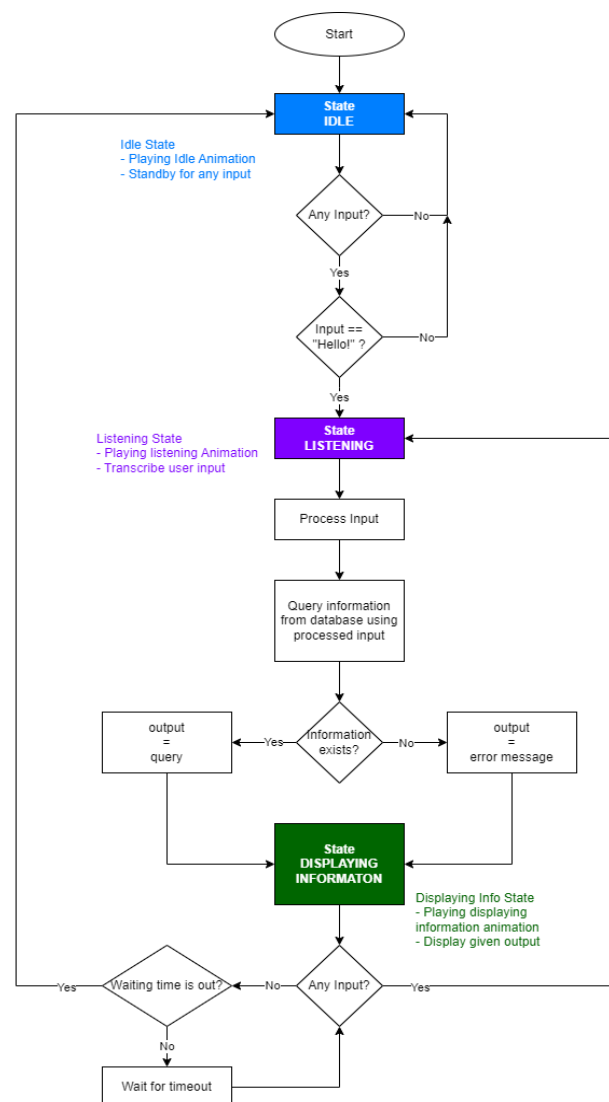 Start
State
IDLE
Idle State
- Playing Idle Animation
- Standby for any input
Any Input?
No
Yes
Input ==
"Hello!" ?
No
Yes
State
LISTENING
Listening State
- Playing listening Animation
- Transcribe user input
Process Input
Query information
from database using
processed input
output
=
query
Yes
Information
exists?
No
output
=
error message
State
DISPLAYING
INFORMATON
Displaying Info State
- Playing displaying
information animation
- Display given output
Yes
Waiting time is out?
No
Any Input?
Yes
No
Wait for timeout